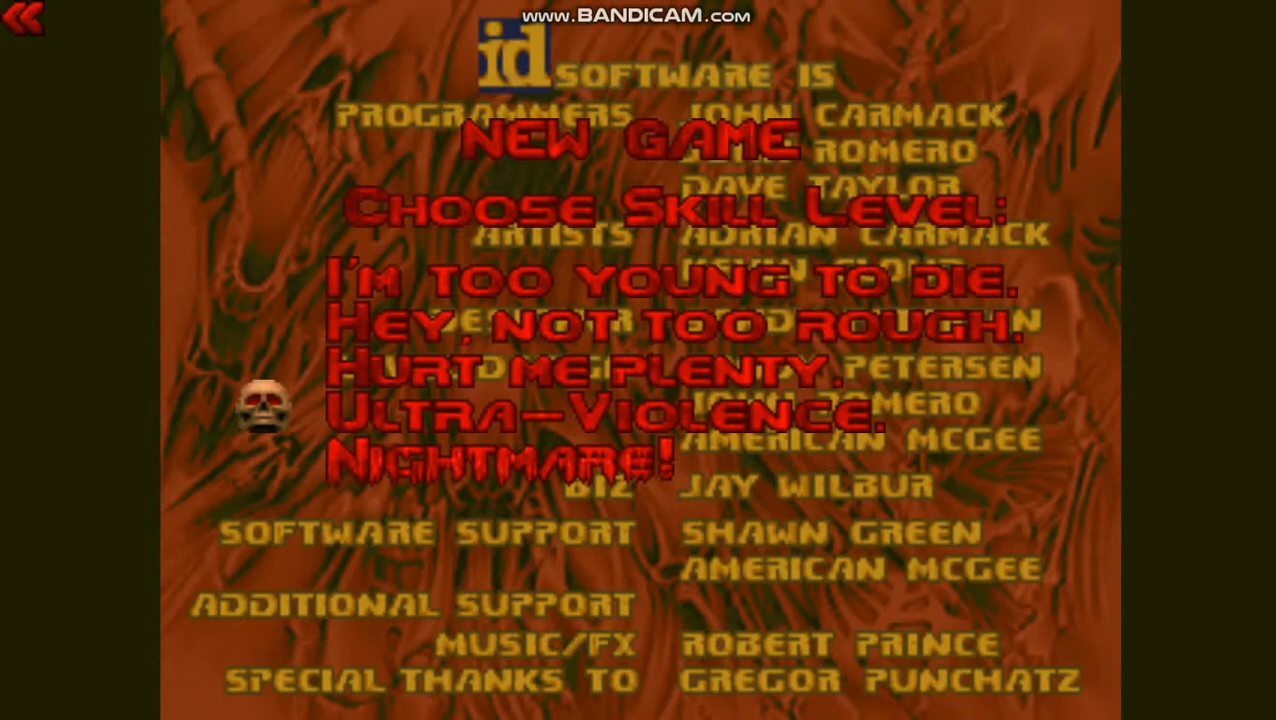 www.BANDICAM.com
id SOFTWARE IS
PROGRAMMERS JOHN CARMACK
NEW GAME
ROMERO
DAVE TAYLOR
CHOOSE SKILL LEVEL:
ARTISTS ADRIAN CARMACK
I'M TOO YOUNG TO DIE.
HEY, NOT TOO ROUGH.
HURT ME PLENTY.
PETERSEN
JOHN ROMERO
ULTRA-VIOLENCE.
AMERICAN MCGEE
NIGHTMARE!
BIZ JAY WILBUR
SOFTWARE SUPPORT SHAWN GREEN
AMERICAN MCGEE
ADDITIONAL SUPPORT
MUSIC/FX ROBERT PRINCE
SPECIAL THANKS TO GREGOR PUNCHATZ